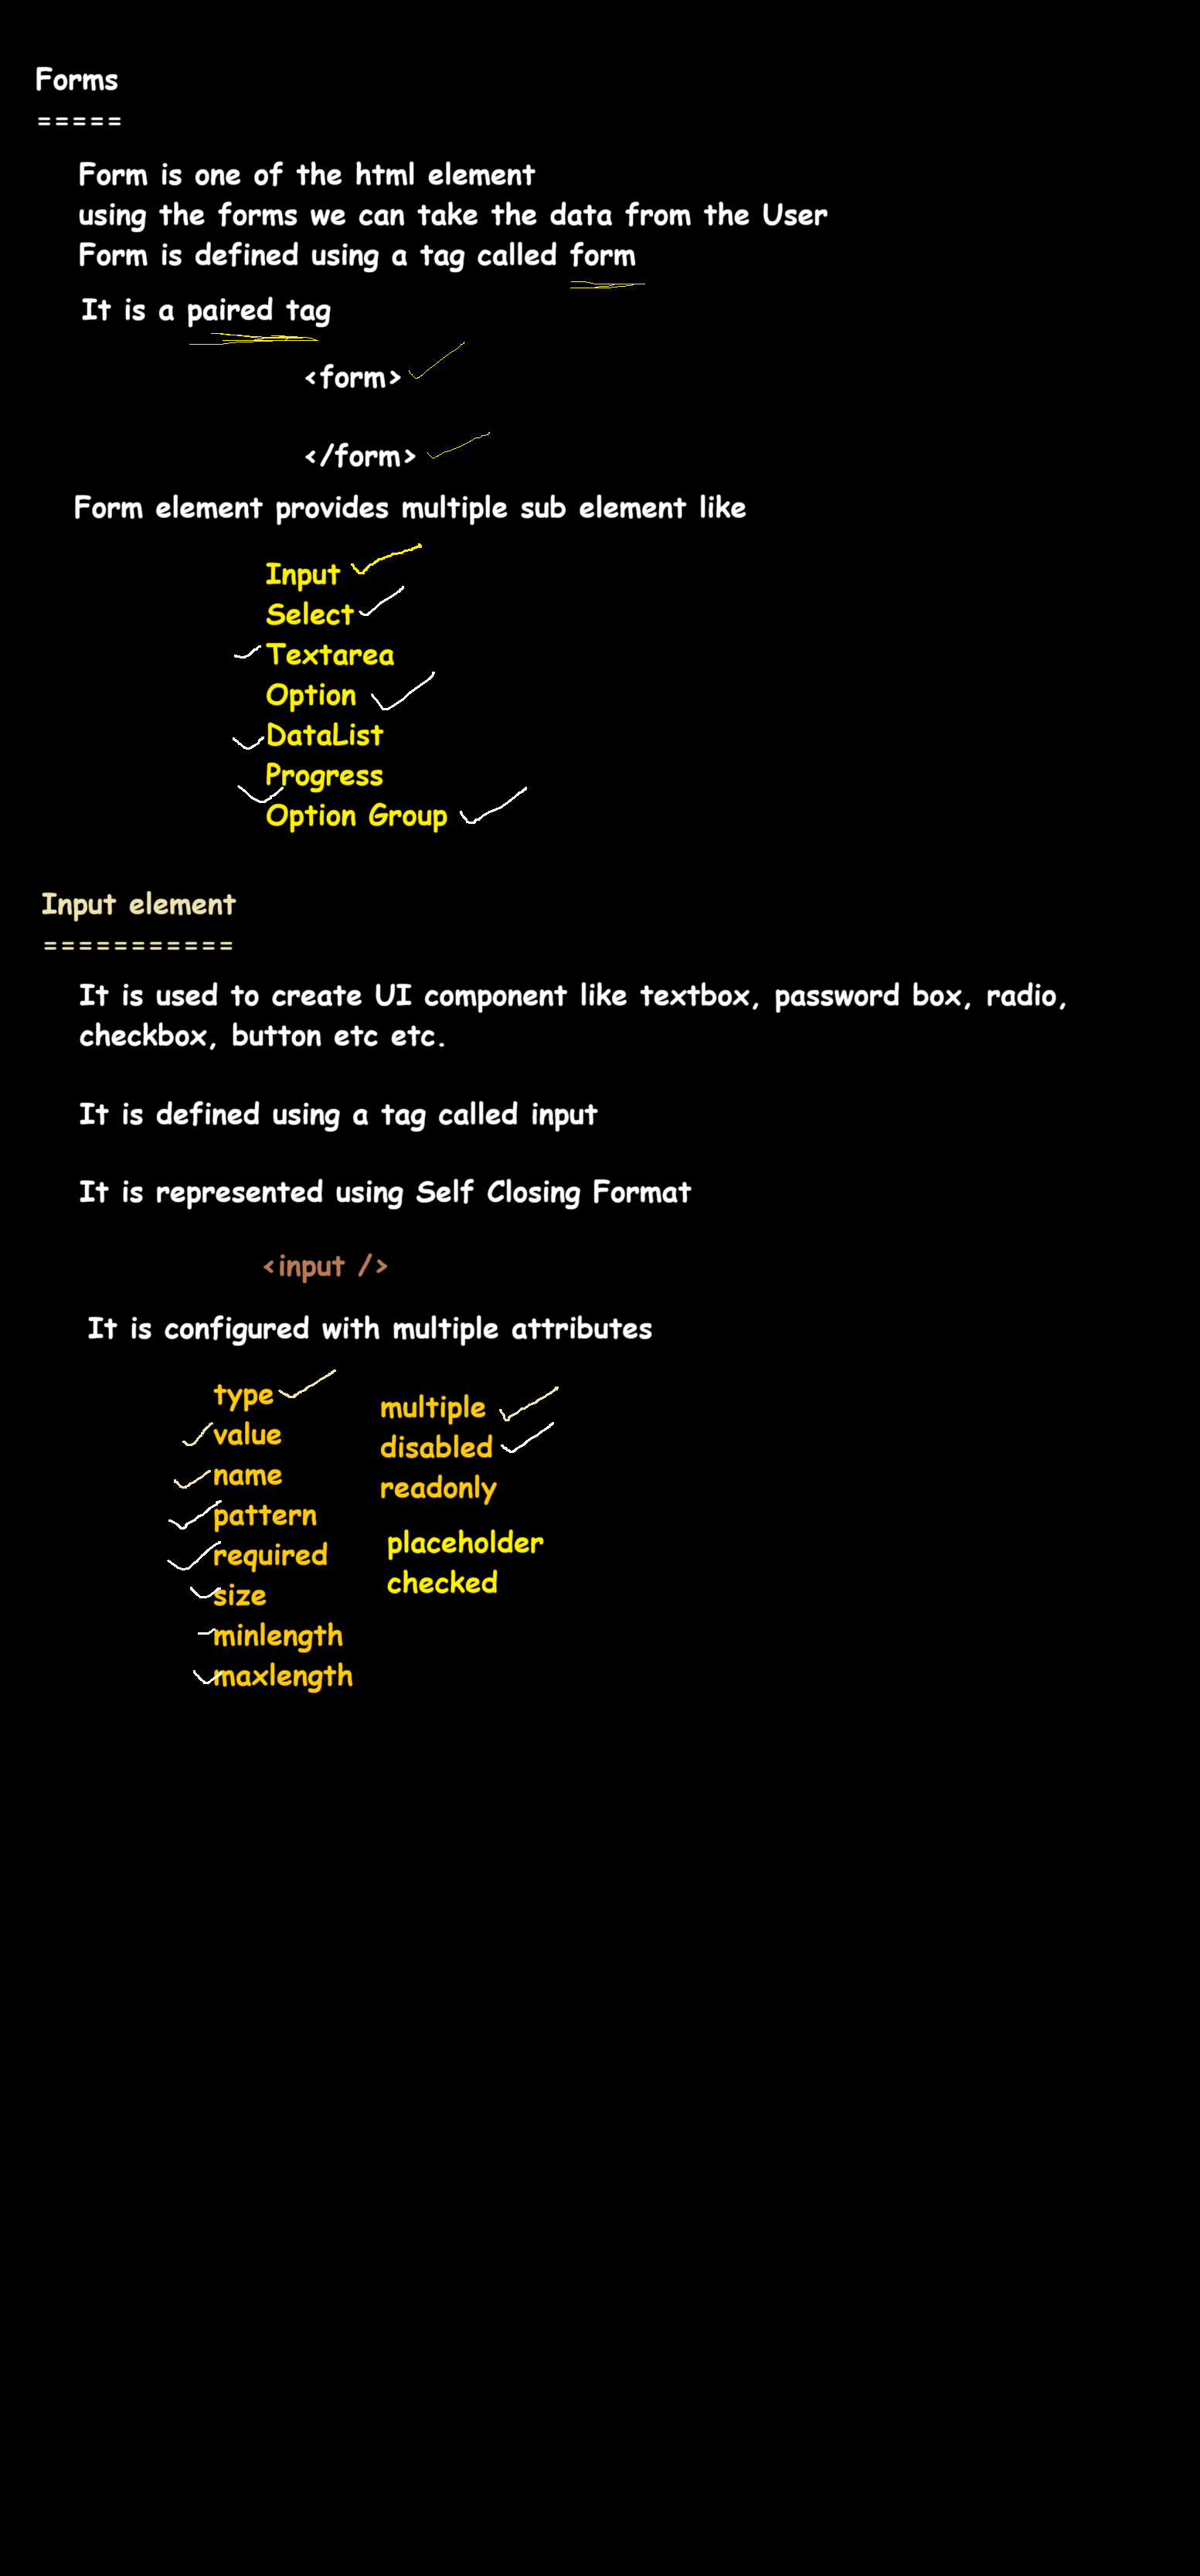 Forms
=====
Form is one of the html element
using the forms we can take the data from the User
Form is defined using a tag called form
It is a paired tag
<form>
</form>
Form element provides multiple sub element like
Input
Select
Textarea
Option
DataList
Progress
Option Group
Input element
===========
It is used to create UI component like textbox, password box, radio,
checkbox, button etc etc.
It is defined using a tag called input
It is represented using Self Closing Format
<input />
It is configured with multiple attributes
type
value
name
pattern
required
size
minlength
maxlength
multiple
disabled
readonly
placeholder
checked